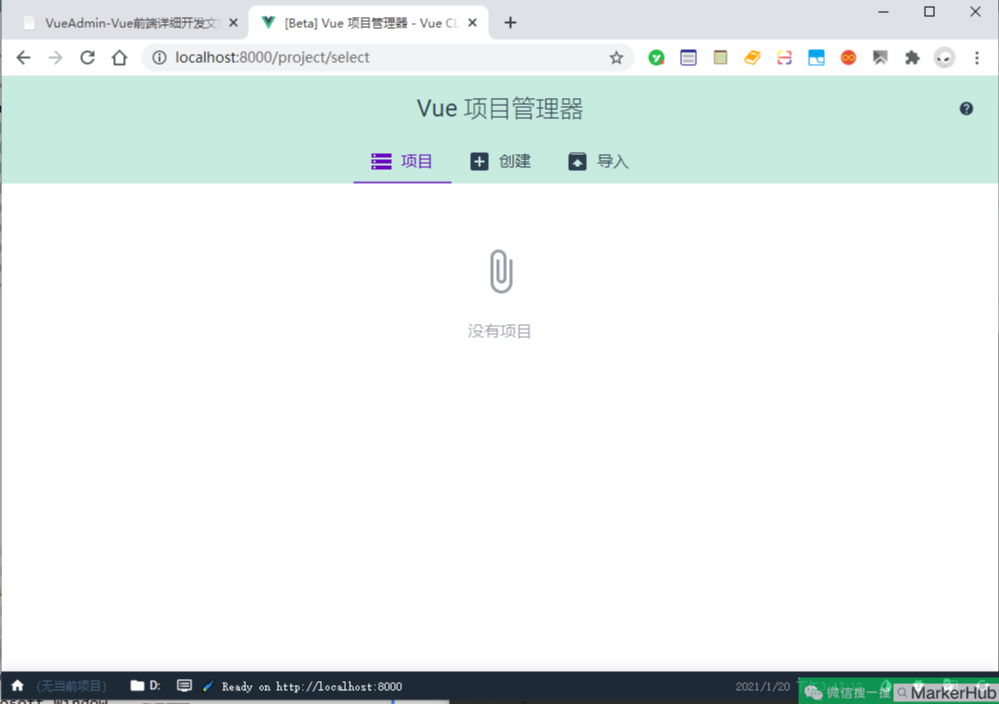 VueAdmin-Vue前端详细开发文
[Beta] Vue 项目管理器 - Vue CL
localhost:8000/project/select
Vue 项目管理器
项目 创建 导入
没有项目
(无当前项目) D: Ready on http://localhost:8000 2021/1/20
微信搜一搜 MarkerHub